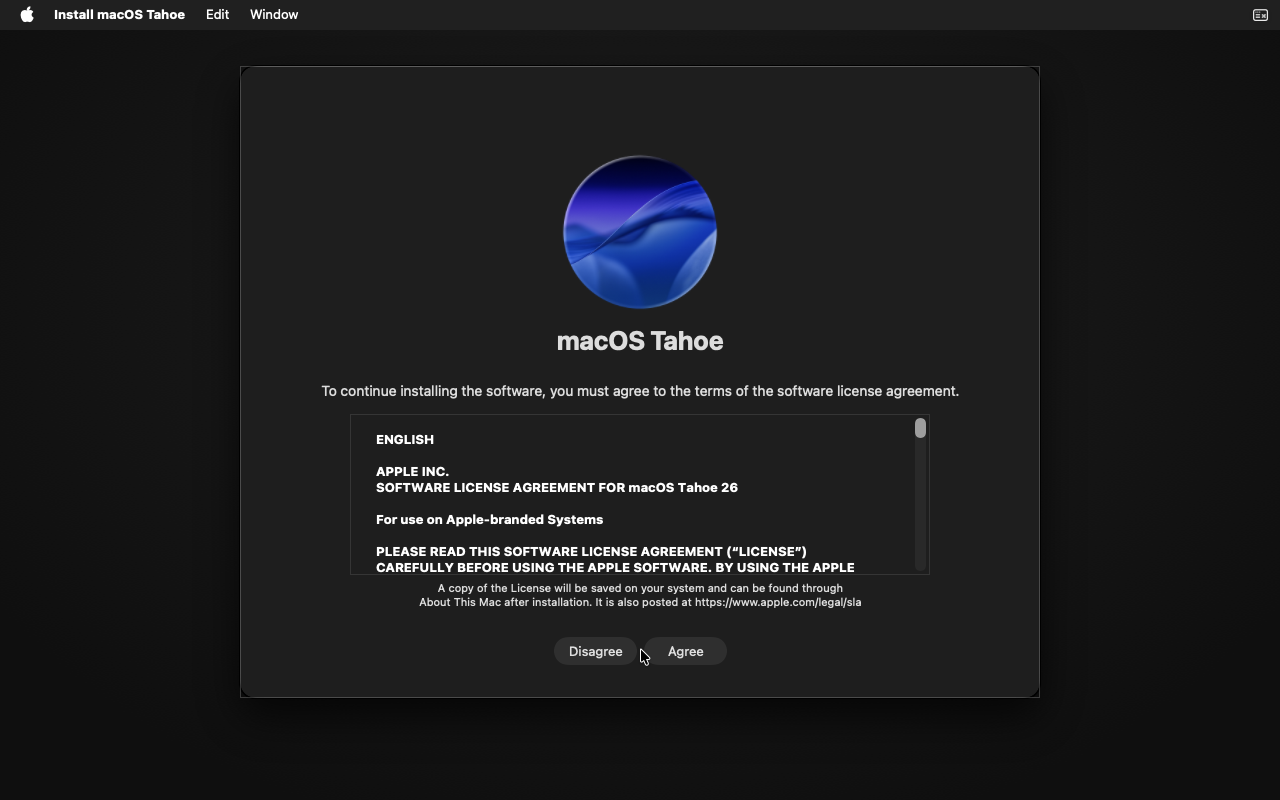 Install macOS Tahoe Edit Window
macOS Tahoe
To continue installing the software, you must agree to the terms of the software license agreement.
ENGLISH
APPLE INC.
SOFTWARE LICENSE AGREEMENT FOR macOS Tahoe 26
For use on Apple-branded Systems
PLEASE READ THIS SOFTWARE LICENSE AGREEMENT (“LICENSE”)
CAREFULLY BEFORE USING THE APPLE SOFTWARE. BY USING THE APPLE
A copy of the License will be saved on your system and can be found through
About This Mac after installation. It is also posted at https://www.apple.com/legal/sla
Disagree Agree